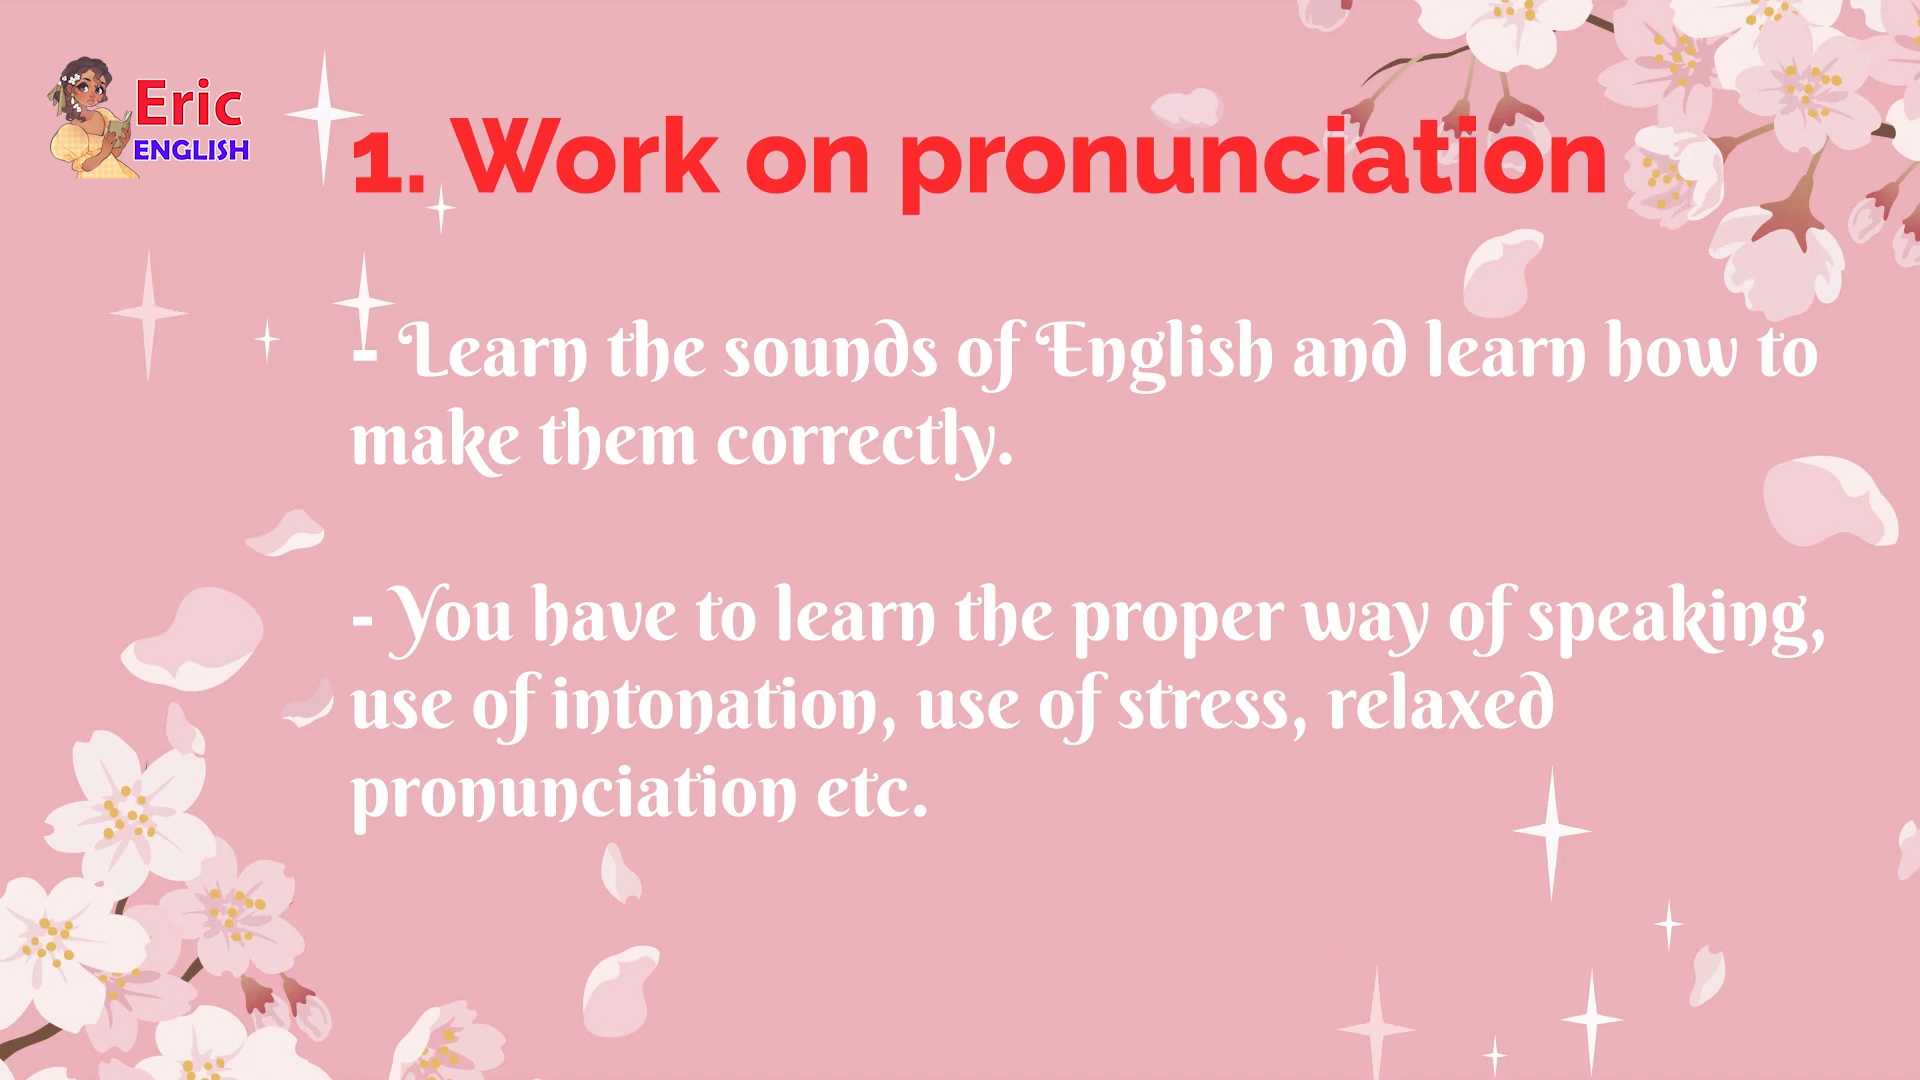 Eric
ENGLISH
1. Work on pronunciation
- Learn the sounds of English and learn how to
make them correctly.
- You have to learn the proper way of speaking,
use of intonation, use of stress, relaxed
pronunciation etc.